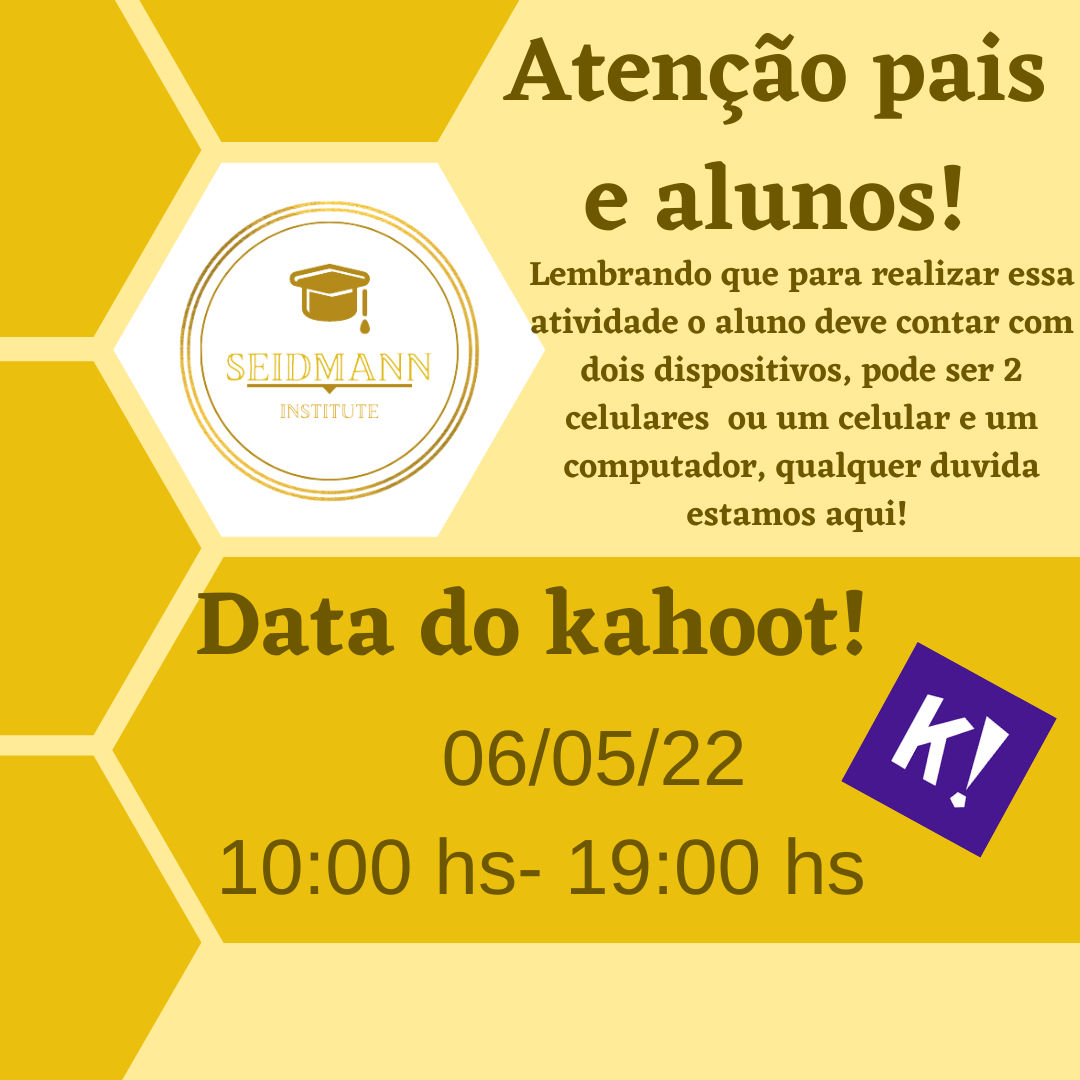 Atenção pais
e alunos!
SEIDMANN
INSTITUTE
Lembrando que para realizar essa
atividade o aluno deve contar com
dois dispositivos, pode ser 2
celulares  ou um celular e um
computador, qualquer duvida
estamos aqui!
Data do kahoot!
K!
06/05/22
10:00 hs- 19:00 hs